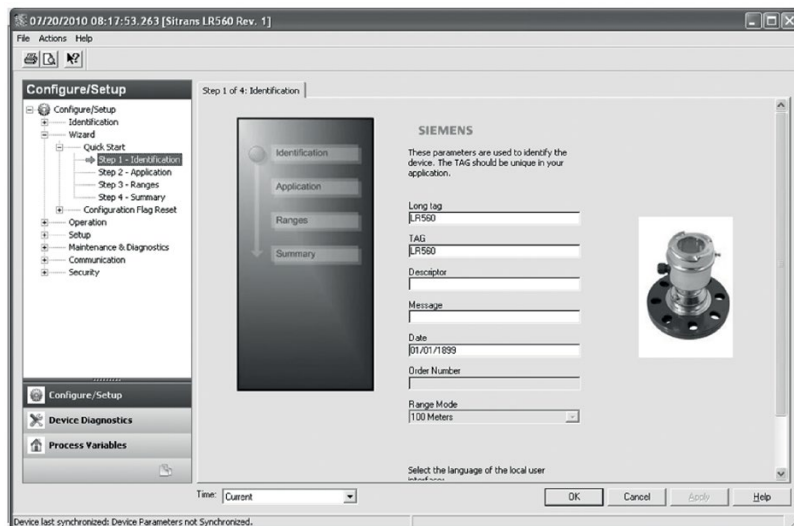 07/20/2010 08:17:53.263 [Sitrans LR560 Rev. 1]
File Actions Help
Configure/Setup
Configure/Setup
Identification
Wizard
Quick Start
Step 1 - Identification
Step 2 - Application
Step 3 - Ranges
Step 4 - Summary
Configuration Flag Reset
Operation
Setup
Maintenance & Diagnostics
Communication
Security
Configure/Setup
Device Diagnostics
Process Variables
Step 1 of 4: Identification
Identification
Application
Ranges
Summary
SIEMENS
These parameters are used to identify the
device. The TAG should be unique in your
application.
Long tag
LR560
TAG
LR560
Descriptor
Message
Date
01/01/1899
Order Number
Range Mode
100 Meters
Select the language of the local user
Time: Current
OK Cancel Apply Help
Device last synchronized: Device Parameters not Synchronized.